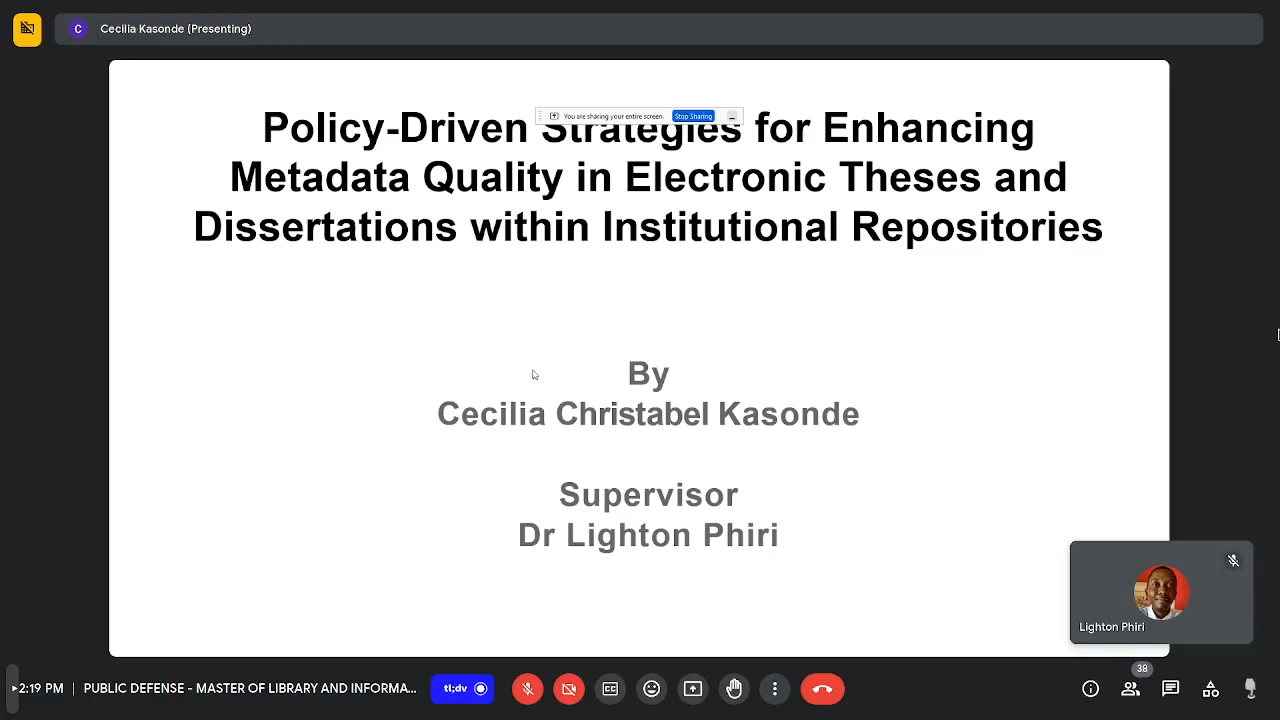 C Cecilia Kasonde (Presenting)
You are sharing your entire screen. Stop Sharing
Policy-Driven Strategies for Enhancing
Metadata Quality in Electronic Theses and
Dissertations within Institutional Repositories
By
Cecilia Christabel Kasonde
Supervisor
Dr Lighton Phiri
Lighton Phiri
2:19 PM | PUBLIC DEFENSE - MASTER OF LIBRARY AND INFORMA...
tl;dv
38